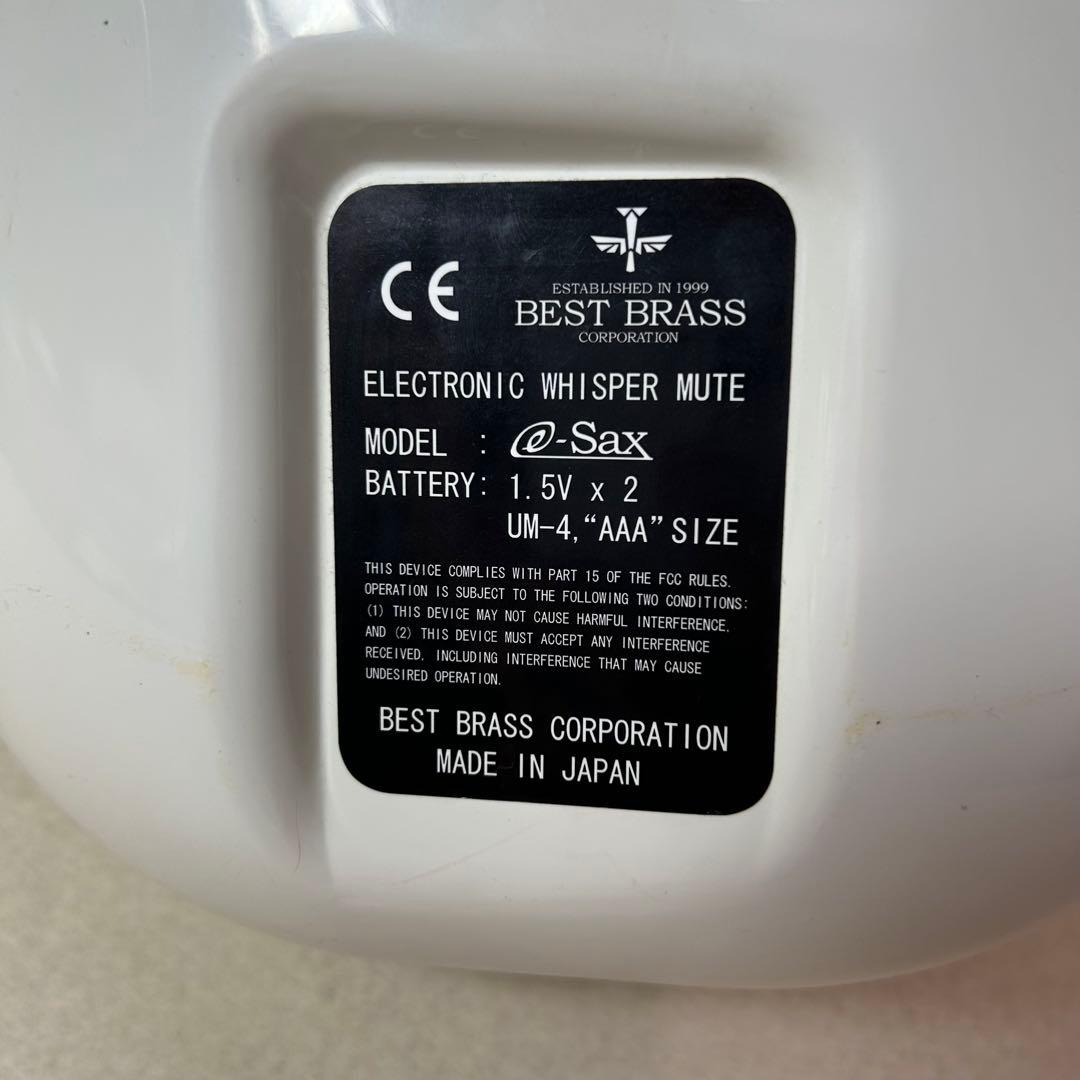 CE
ESTABLISHED IN 1999
BEST BRASS
CORPORATION
ELECTRONIC WHISPER MUTE
MODEL : e-Sax
BATTERY: 1.5V x 2
UM-4, “AAA” SIZE
THIS DEVICE COMPLIES WITH PART 15 OF THE FCC RULES.
OPERATION IS SUBJECT TO THE FOLLOWING TWO CONDITIONS:
(1) THIS DEVICE MAY NOT CAUSE HARMFUL INTERFERENCE,
AND (2) THIS DEVICE MUST ACCEPT ANY INTERFERENCE
RECEIVED, INCLUDING INTERFERENCE THAT MAY CAUSE
UNDESIRED OPERATION.
BEST BRASS CORPORATION
MADE IN JAPAN